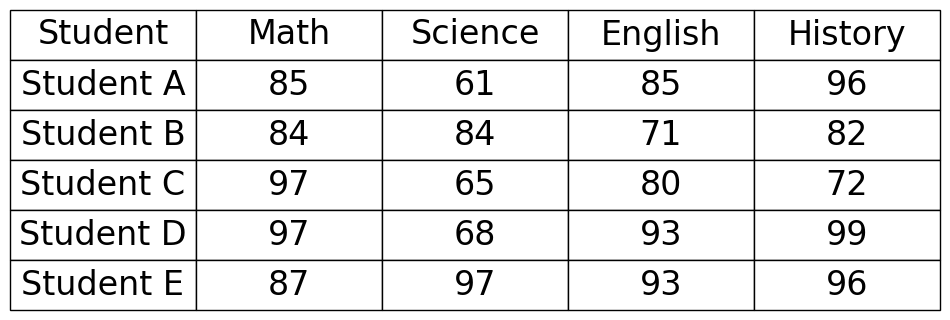 Student Math Science English History
Student A 85 61 85 96
Student B 84 84 71 82
Student C 97 65 80 72
Student D 97 68 93 99
Student E 87 97 93 96